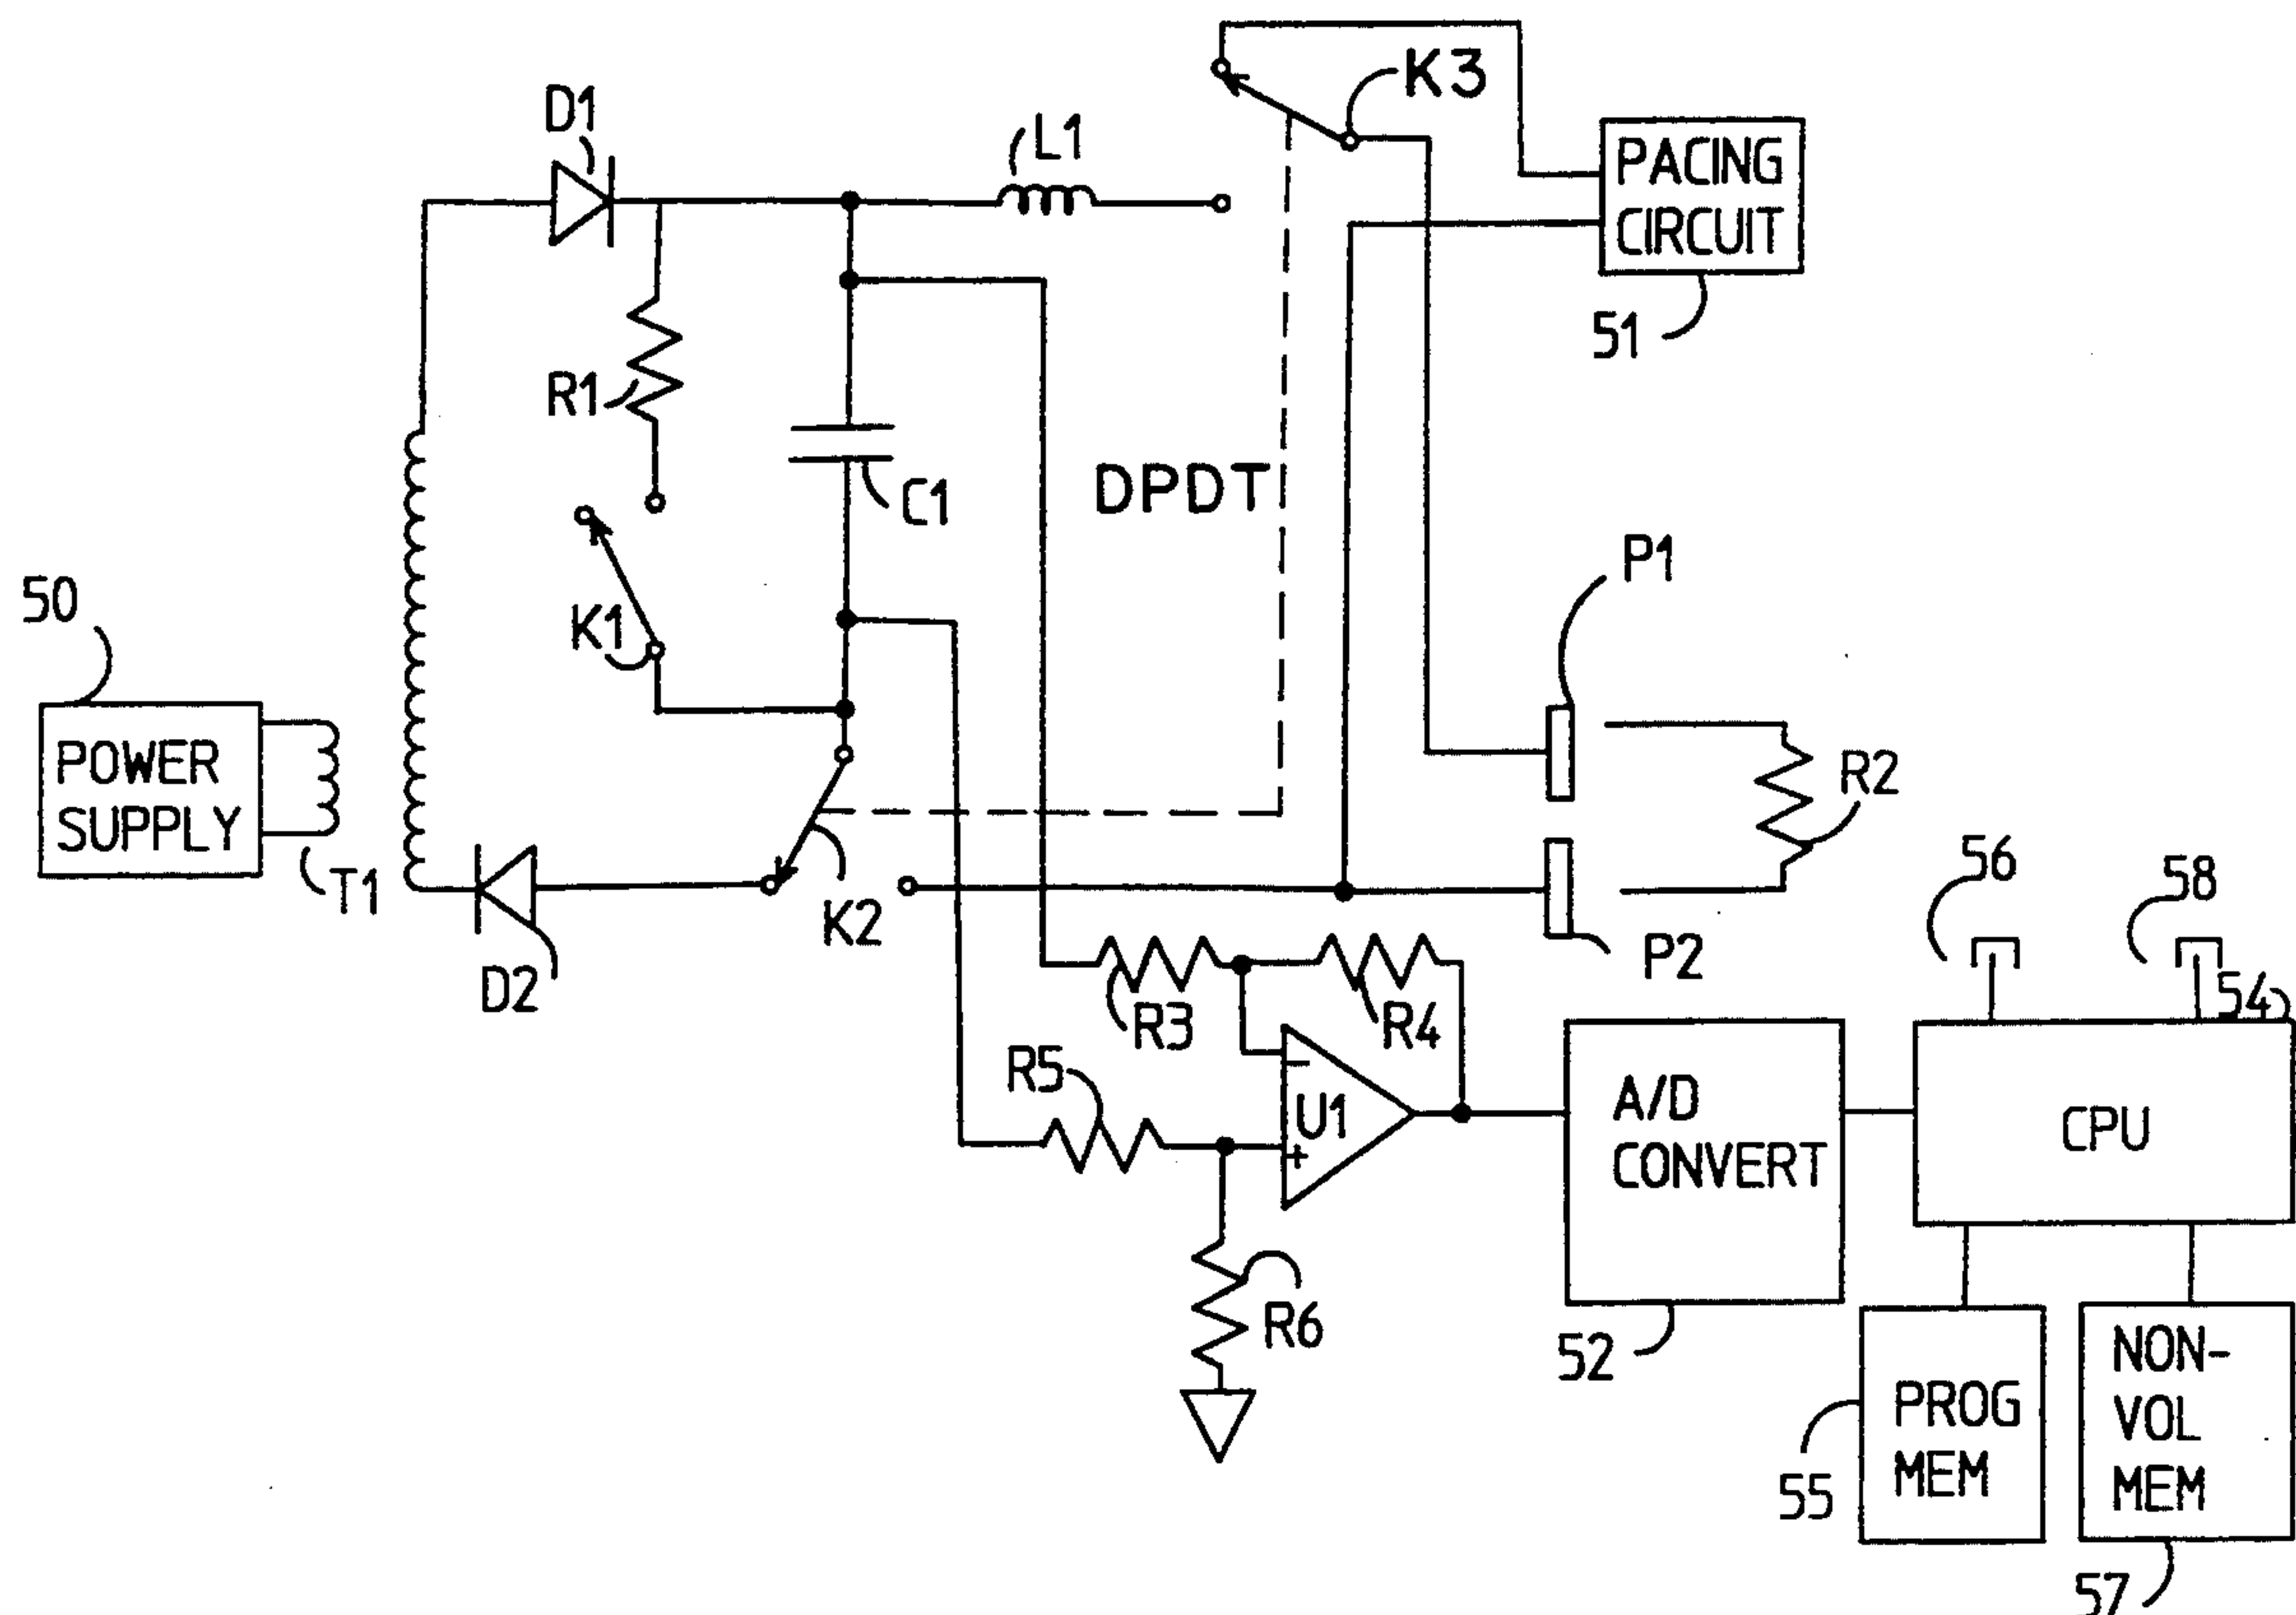 K3
D1
L1
PACING
CIRCUIT
51
R1
C1
DPDT
P1
50
K1
POWER
SUPPLY
T1
R2
56
58
K2
P2
D2
54
R3
R4
R5
U1
−
+
A/D
CONVERT
CPU
R6
52
PROG
MEM
55
NON-
VOL
MEM
57